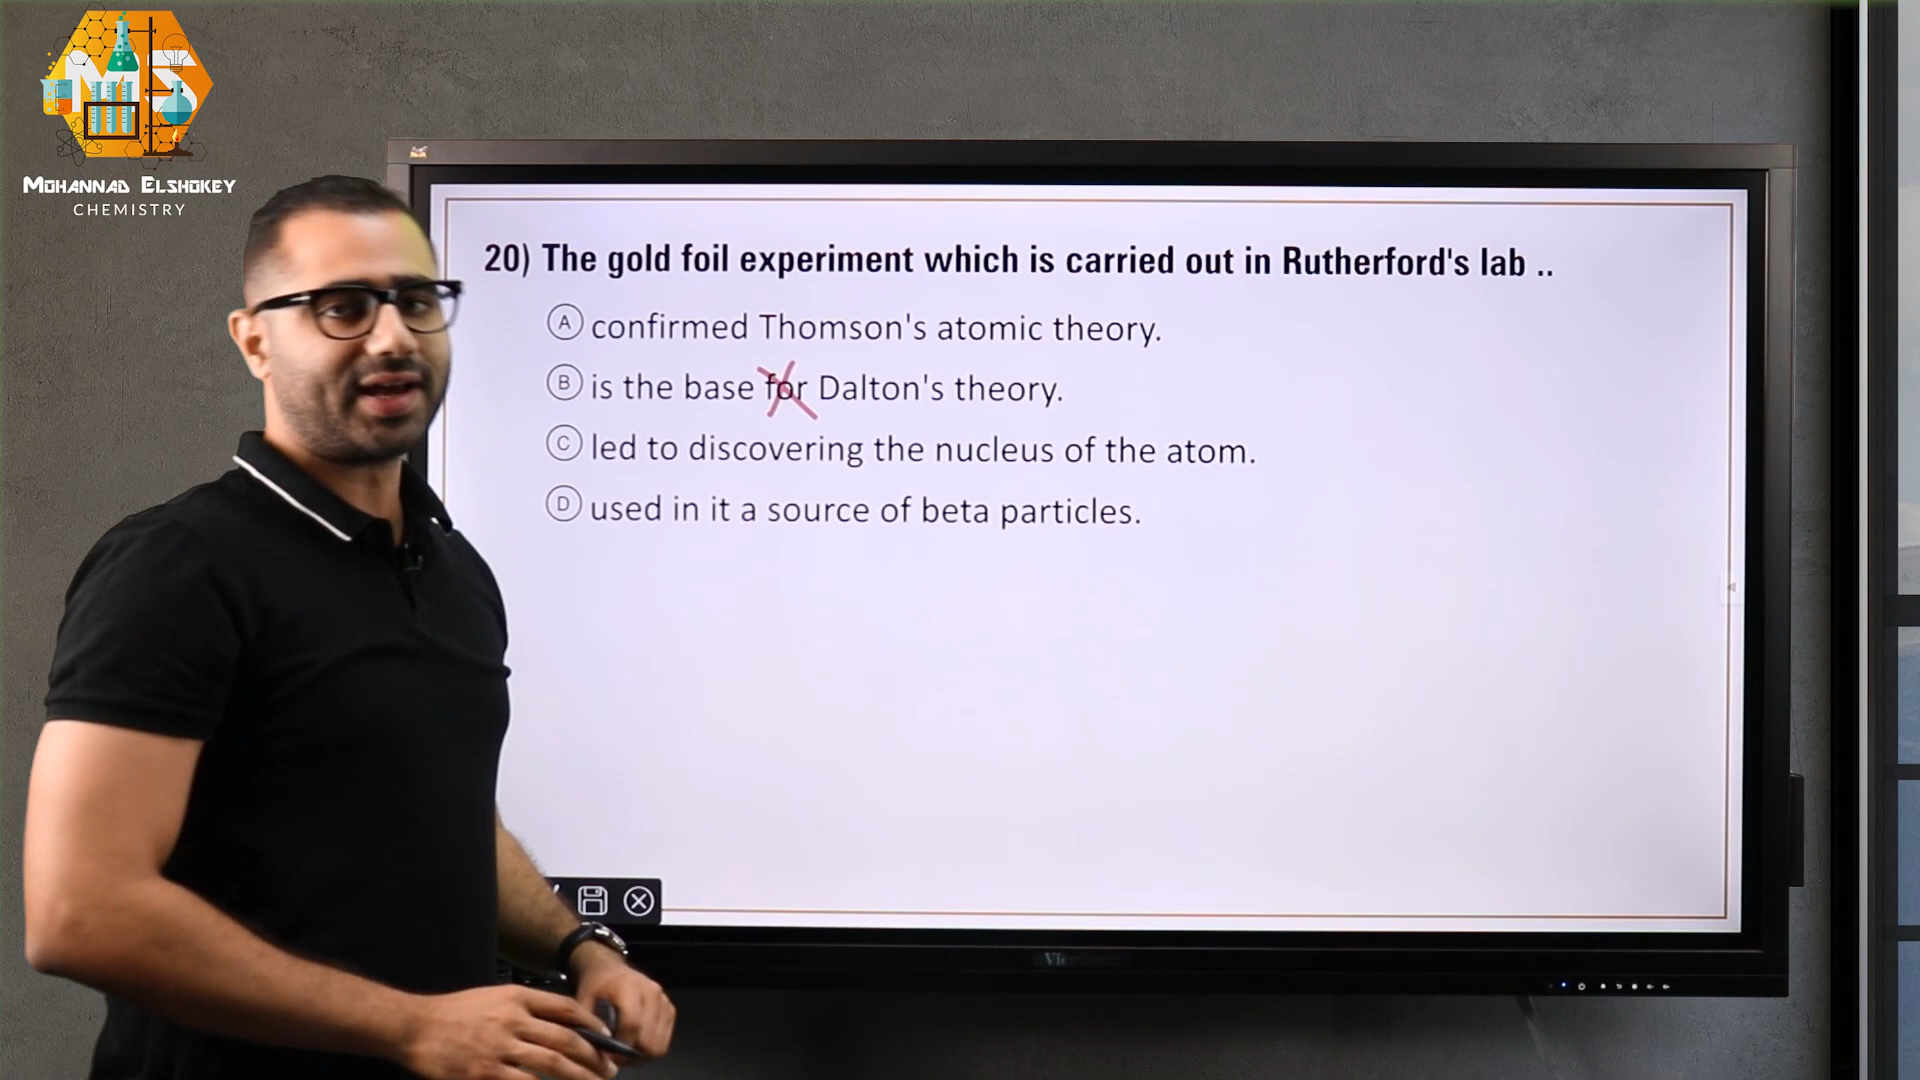 MS
MOHANNAD ELSHOKEY
CHEMISTRY
20) The gold foil experiment which is carried out in Rutherford's lab ..
A confirmed Thomson's atomic theory.
B is the base for Dalton's theory.
C led to discovering the nucleus of the atom.
D used in it a source of beta particles.